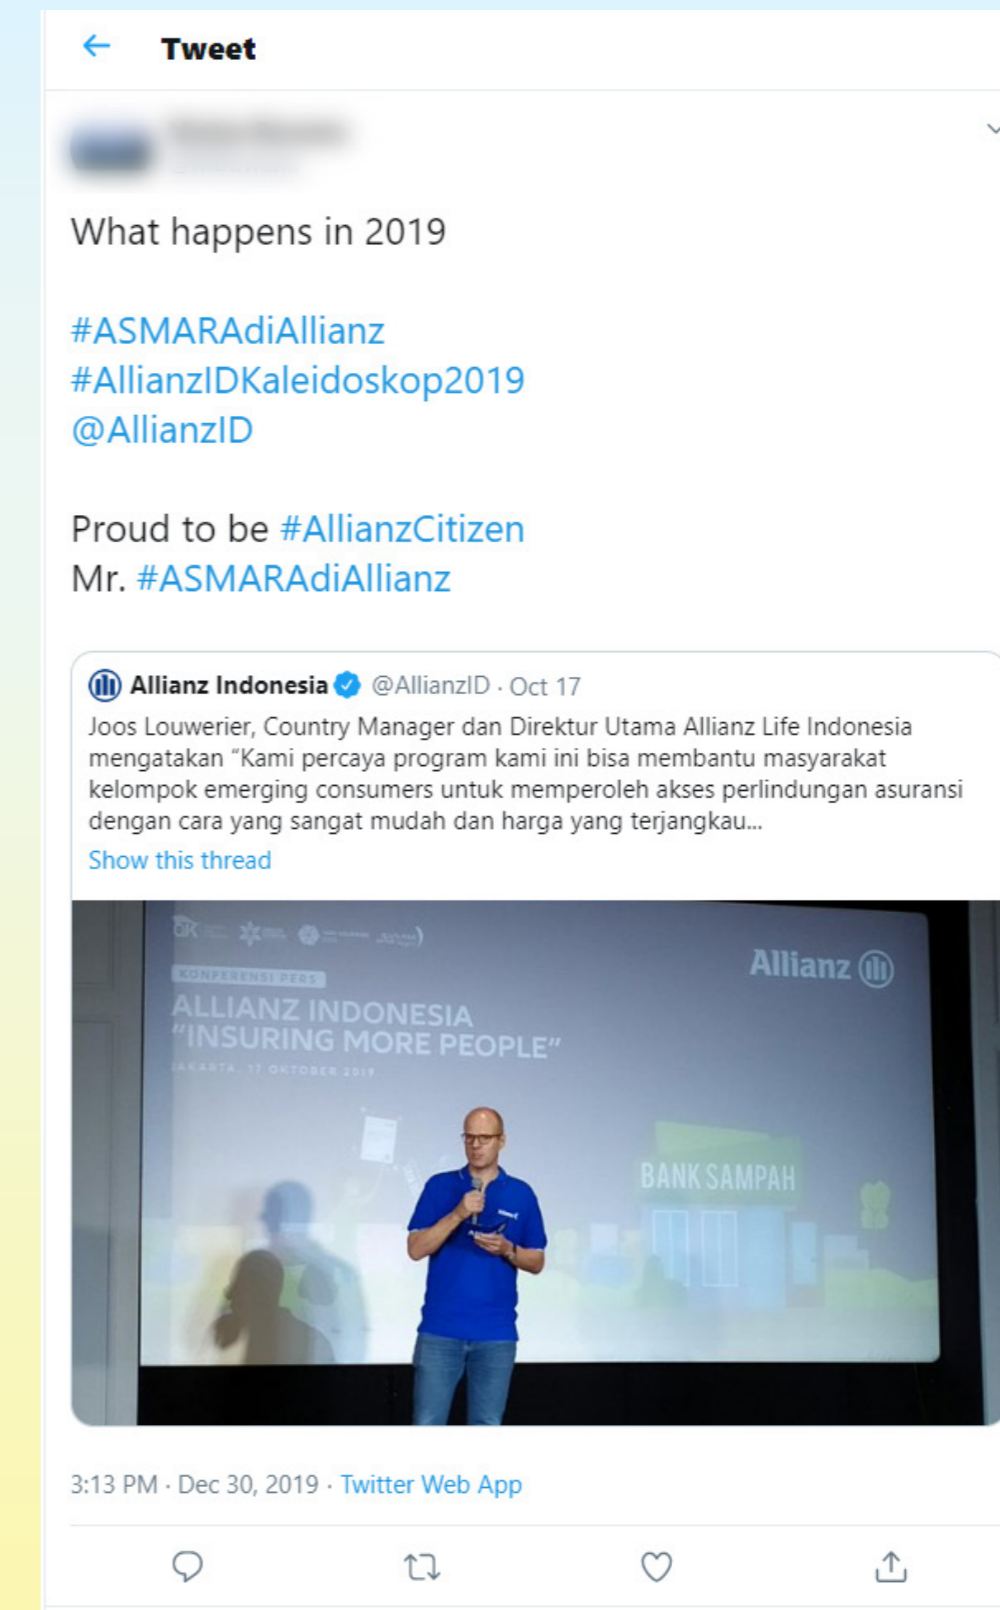 Tweet
What happens in 2019
#ASMARAdiAllianz
#AllianzIDKaleidoskop2019
@AllianzID
Proud to be #AllianzCitizen
Mr. #ASMARAdiAllianz
Allianz Indonesia @AllianzID · Oct 17
Joos Louwerier, Country Manager dan Direktur Utama Allianz Life Indonesia
mengatakan “Kami percaya program kami ini bisa membantu masyarakat
kelompok emerging consumers untuk memperoleh akses perlindungan asuransi
dengan cara yang sangat mudah dan harga yang terjangkau...
Show this thread
Allianz
KONFERENSI PERS
ALLIANZ INDONESIA
“INSURING MORE PEOPLE”
JAKARTA, 17 OKTOBER 2019
BANK SAMPAH
3:13 PM · Dec 30, 2019 · Twitter Web App